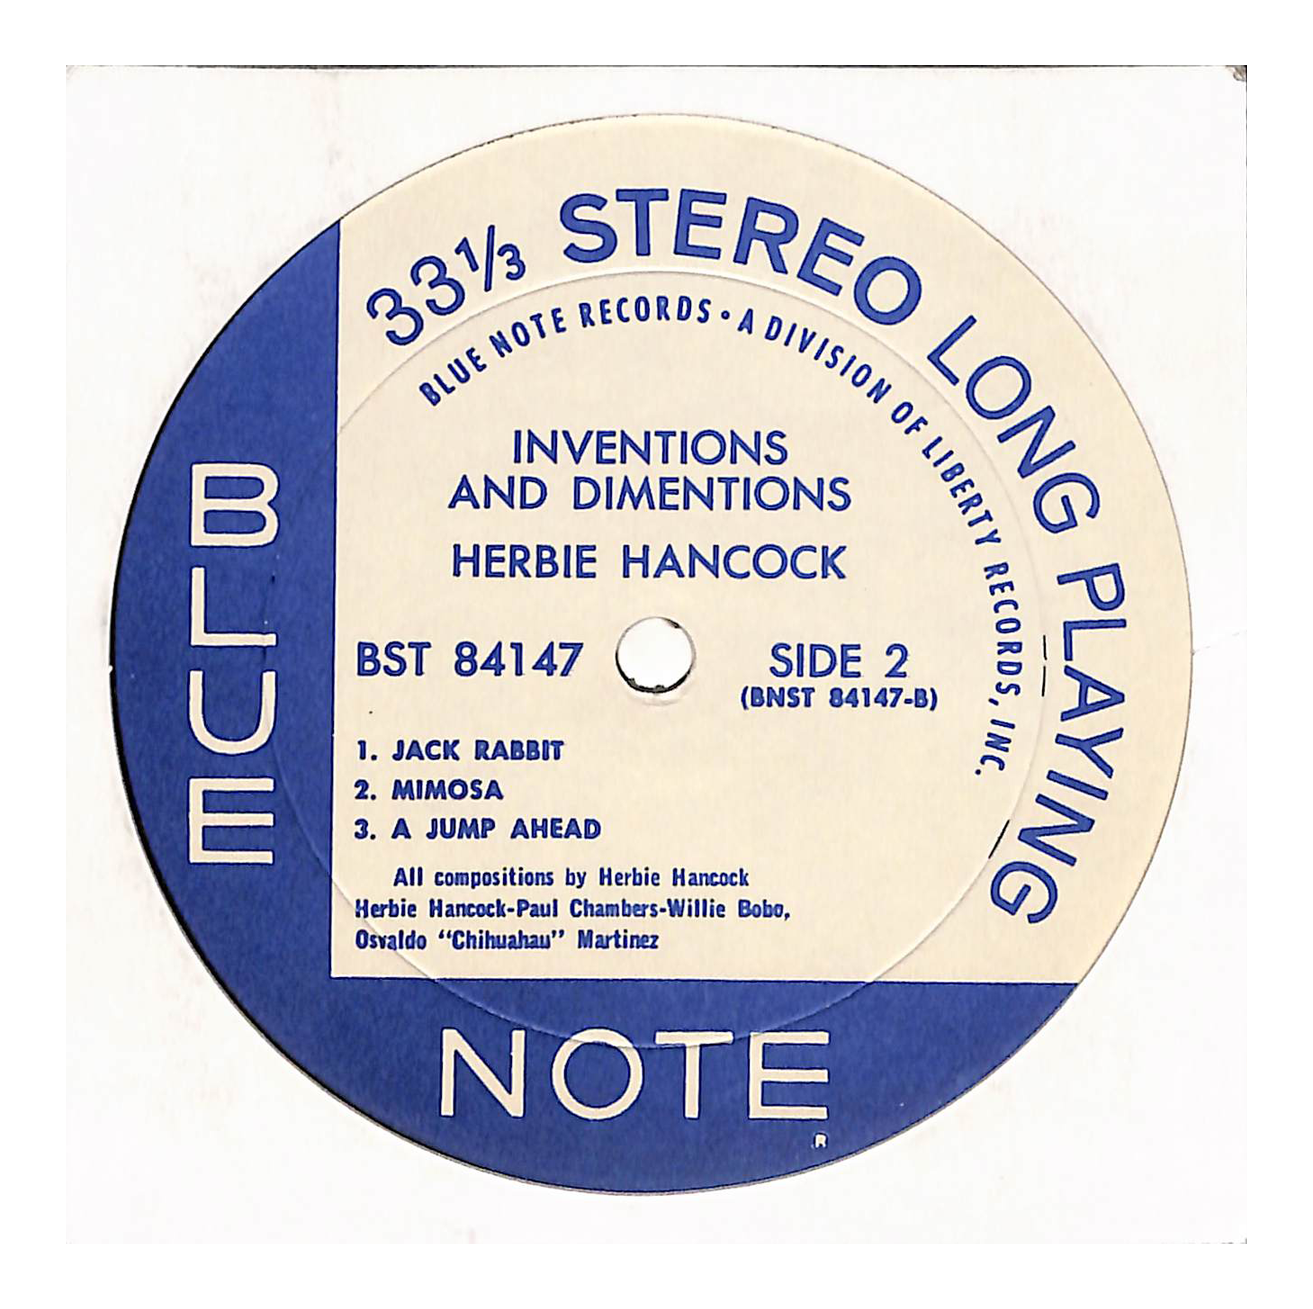 33⅓ STEREO LONG PLAYING
BLUE NOTE RECORDS • A DIVISION OF LIBERTY RECORDS, INC.
INVENTIONS
AND DIMENTIONS
HERBIE HANCOCK
BST 84147 SIDE 2
(BNST 84147-B)
1. JACK RABBIT
2. MIMOSA
3. A JUMP AHEAD
All compositions by Herbie Hancock
Herbie Hancock-Paul Chambers-Willie Bobo,
Osvaldo “Chihuahau” Martinez
BLUE
NOTE
R